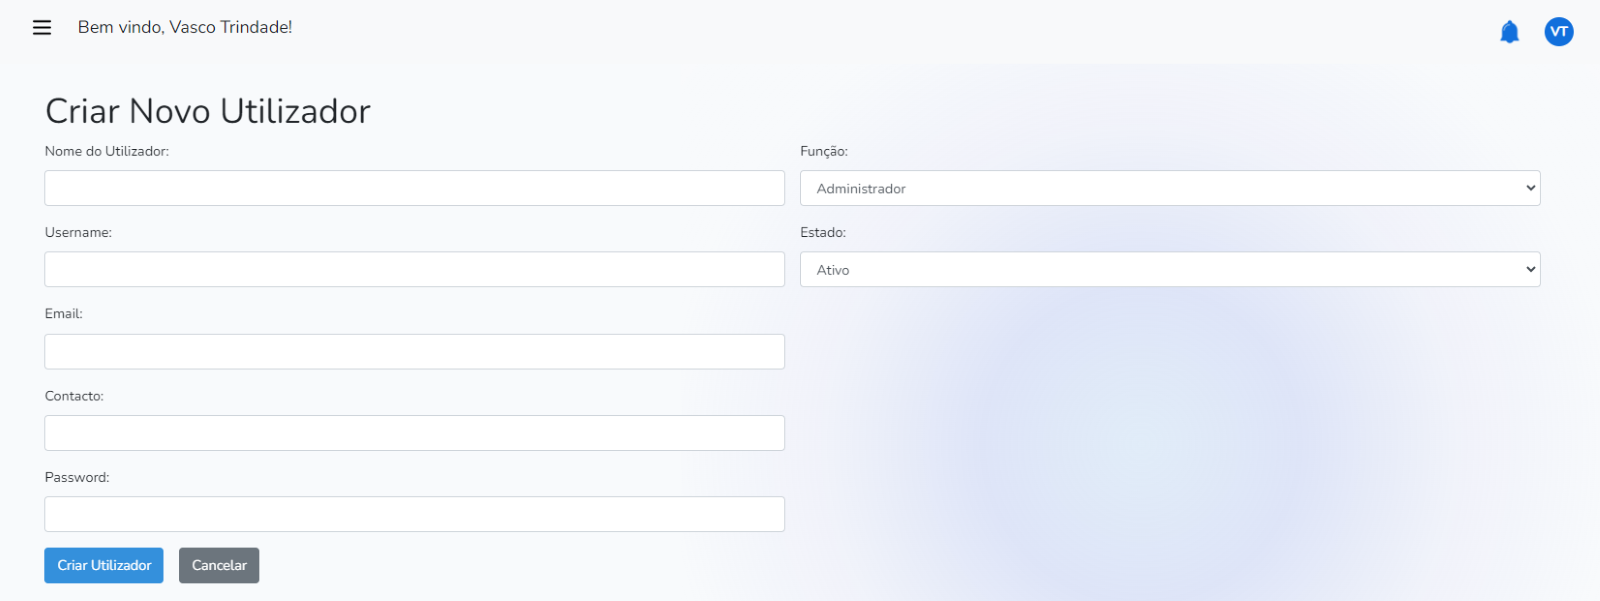 Bem vindo, Vasco Trindade!
VT
Criar Novo Utilizador
Nome do Utilizador:
Função:
Administrador
Username:
Estado:
Ativo
Email:
Contacto:
Password:
Criar Utilizador
Cancelar